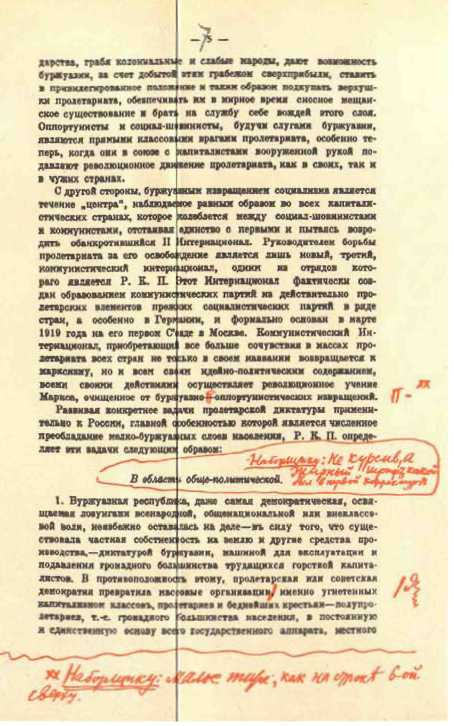 — 7 —
дарства, грабя колониальные и слабые народы, дают возможность
буржуазии, за счет добытой этим грабежом сверхприбыли, ставить
в привилегированное положение и таким образом подкупать верхуш-
ки пролетариата, обеспечивать им в мирное время сносное мещан-
ское существование и брать на службу себе вождей этого слоя.
Оппортунисты и социал-шовинисты, будучи слугами буржуазии,
являются прямыми классовыми врагами пролетариата, особенно те-
перь, когда они в союзе с капиталистами вооруженной рукой по-
давляют революционное движение пролетариата, как в своих, так и
в чужих странах.
С другой стороны, буржуазным извращением социализма является
течение „центра“, наблюдаемое равным образом во всех капитали-
стических странах, которое колеблется между социал-шовинистами
и коммунистами, отстаивая единство с первыми и пытаясь возро-
дить обанкротившийся II Интернационал. Руководителем борьбы
пролетариата за его освобождение является лишь новый, третий,
коммунистический интернационал, одним из отрядов кото-
раго является Р. К. П. Этот Интернационал фактически соз-
дан образованием коммунистических партий из действительно про-
летарских элементов прежних социалистических партий в ряде
стран, а особенно в Германии, и формально основан в марте
1919 года на его первом С'езде в Москве. Коммунистический Ин-
тернационал, приобретающий все больше сочувствия в массах про-
летариата всех стран не только в своем названии возвращается к
марксизму, но и всем своим идейно-политическим содержанием,
всеми своими действиями осуществляет революционное учение
Маркса, очищенное от буржуазно-оппортунистических извращений.
П- xx
Развивая конкретнее задачи пролетарской диктатуры примени-
тельно к России, главной особенностью которой является численное
преобладание мелко-буржуазных слоев населения, Р. К. П. опреде-
ляет эти задачи следующим образом:
Наборщику: Не курсив, а
жирный шрифт, какой
был в первой корректуре
В области обще-политической.
1. Буржуазная республика, даже самая демократическая, освя-
щаемая лозунгами всенародной, общенациональной или внеклассо-
вой воли, неизбежно оставалась на деле—в силу того, что суще-
ствовала частная собственность на землю и другие средства про-
изводства,—диктатурой буржуазии, машиной для эксплуатации и
подавления громадного большинства трудящихся горсткой капита-
листов. В противоположность этому, пролетарская или советская
демократия превратила массовые организации именно угнетенных
капитализмом классов, пролетариев и беднейших крестьян—полупро-
летариев, т.-е. громадного большинства населения, в постоянную
и единственную основу всего государственного аппарата, местного
xx Наборщику: малое тире, как на строке 6-ой
сверху.